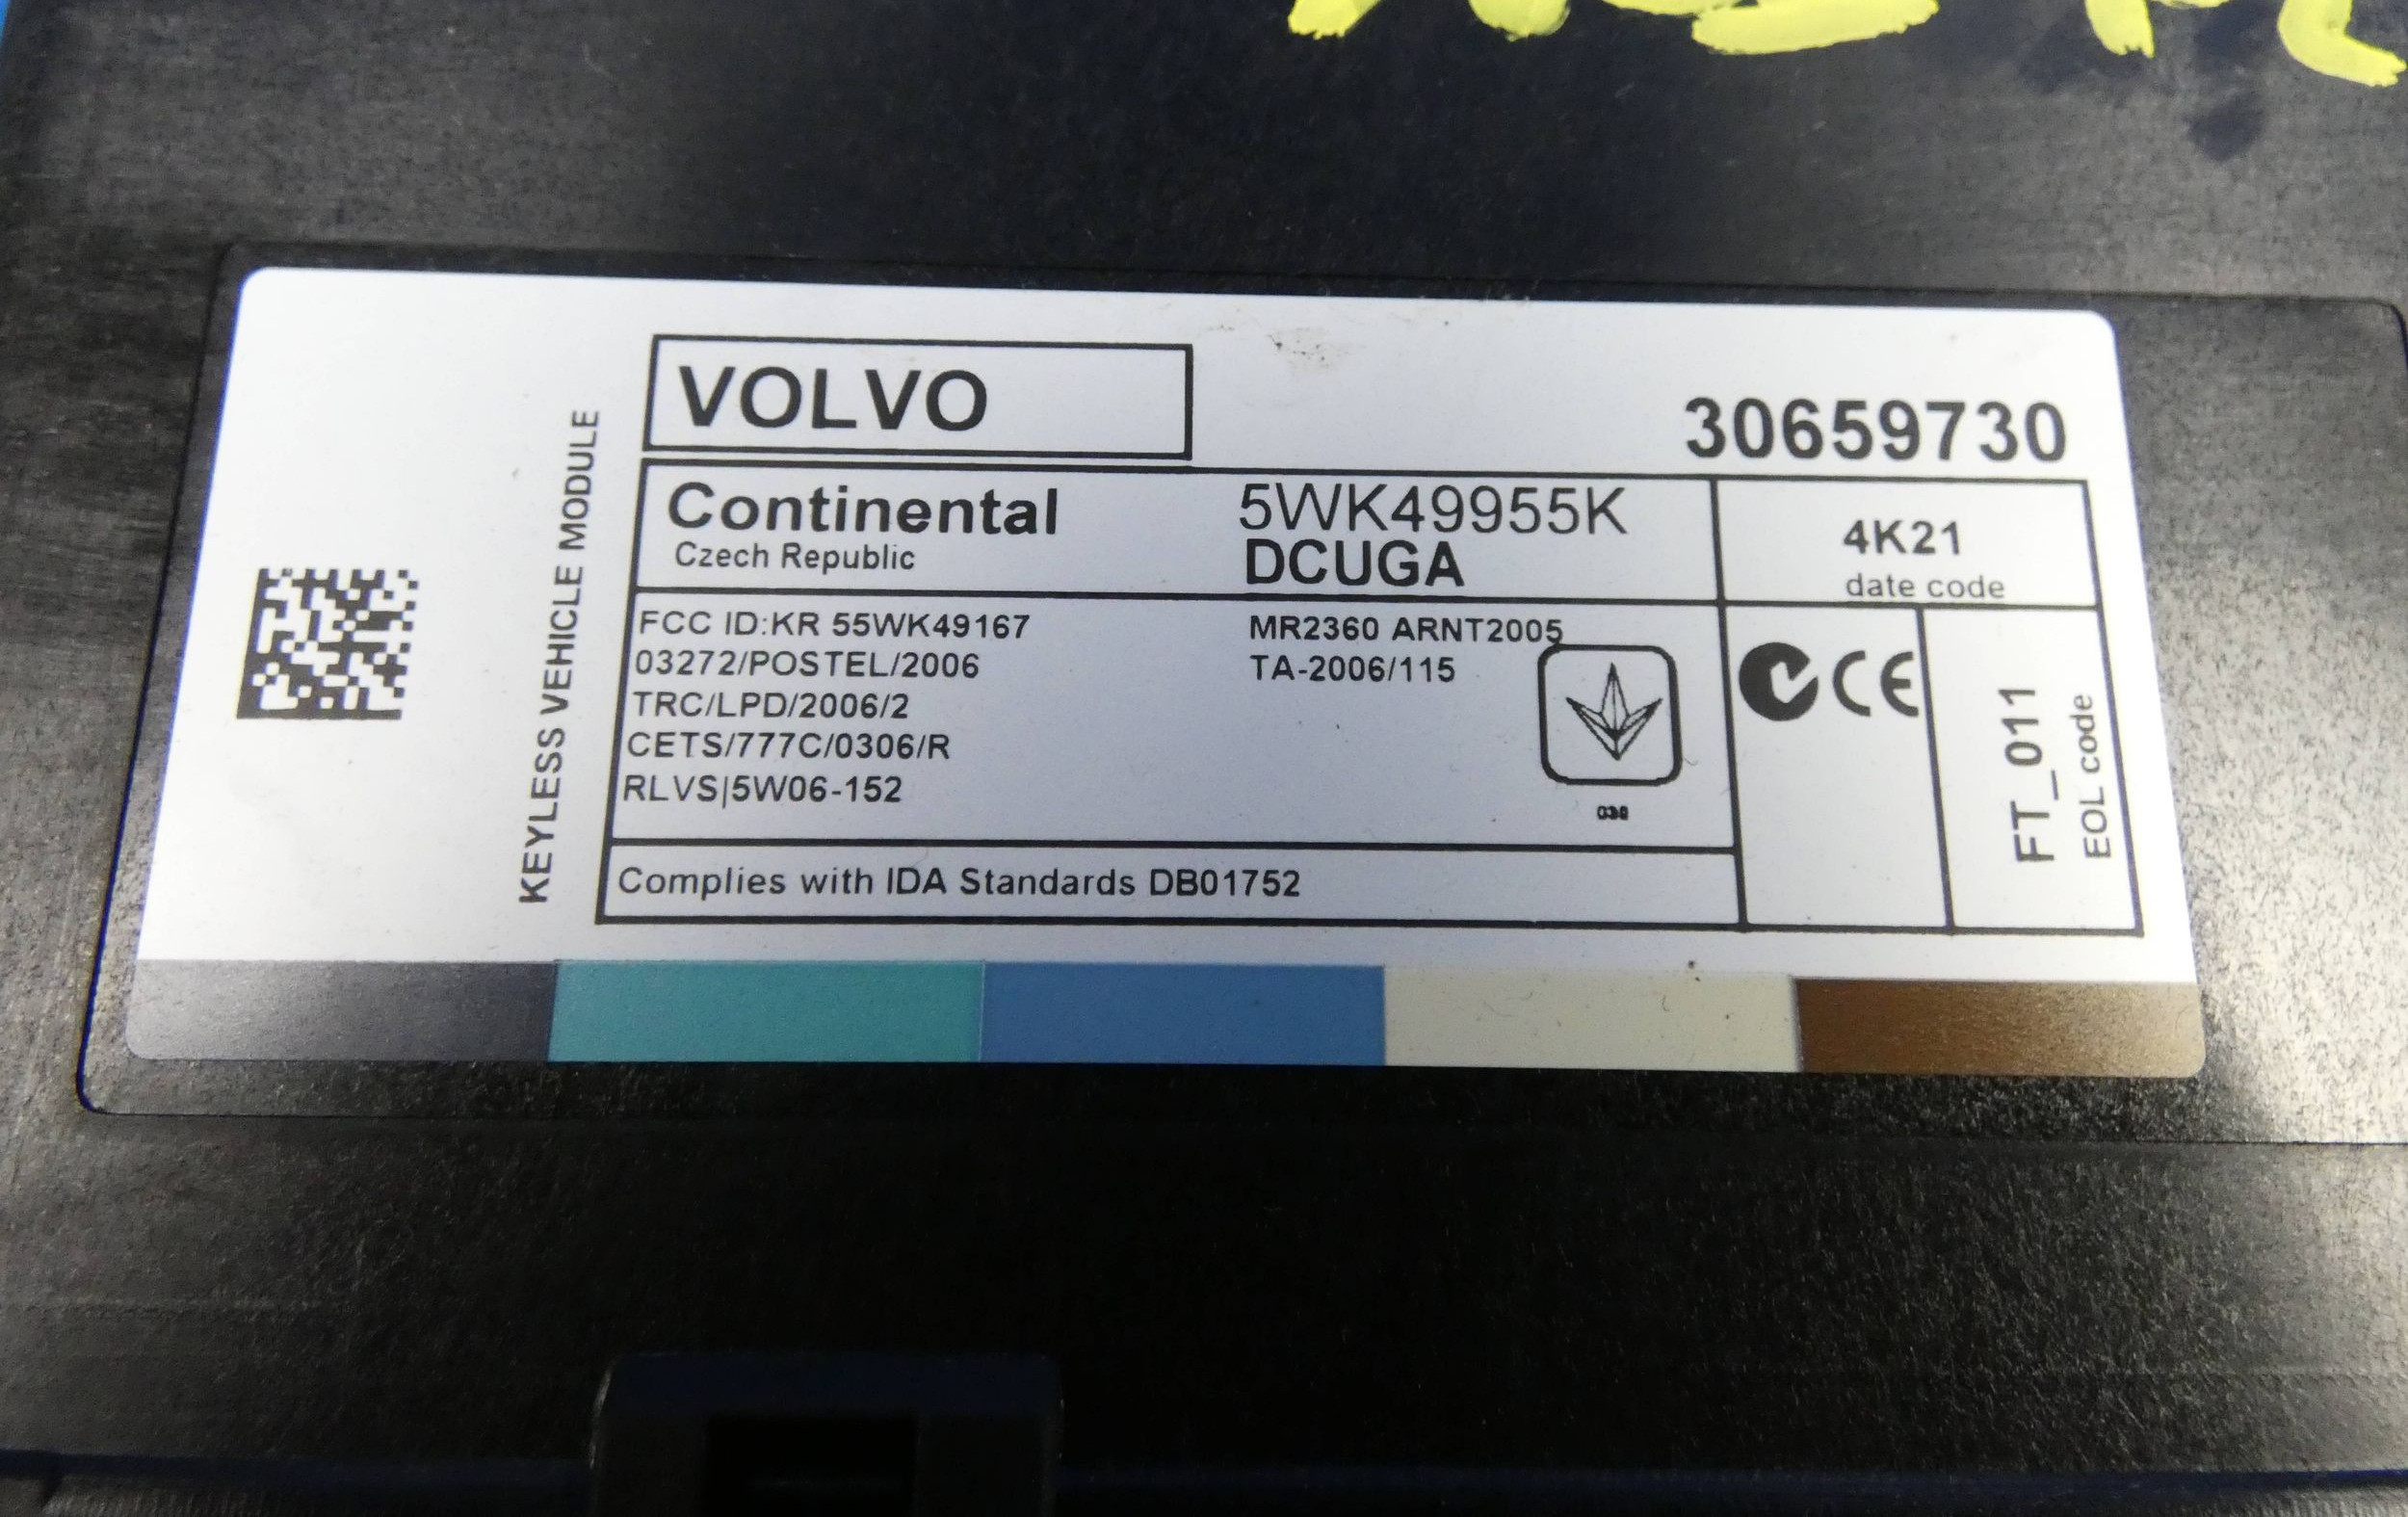 VOLVO
30659730
KEYLESS VEHICLE MODULE
Continental
Czech Republic
5WK49955K
DCUGA
4K21
date code
FCC ID:KR 55WK49167
03272/POSTEL/2006
TRC/LPD/2006/2
CETS/777C/0306/R
RLVS|5W06-152
MR2360 ARNT2005
TA-2006/115
CE
FT_011
EOL code
Complies with IDA Standards DB01752